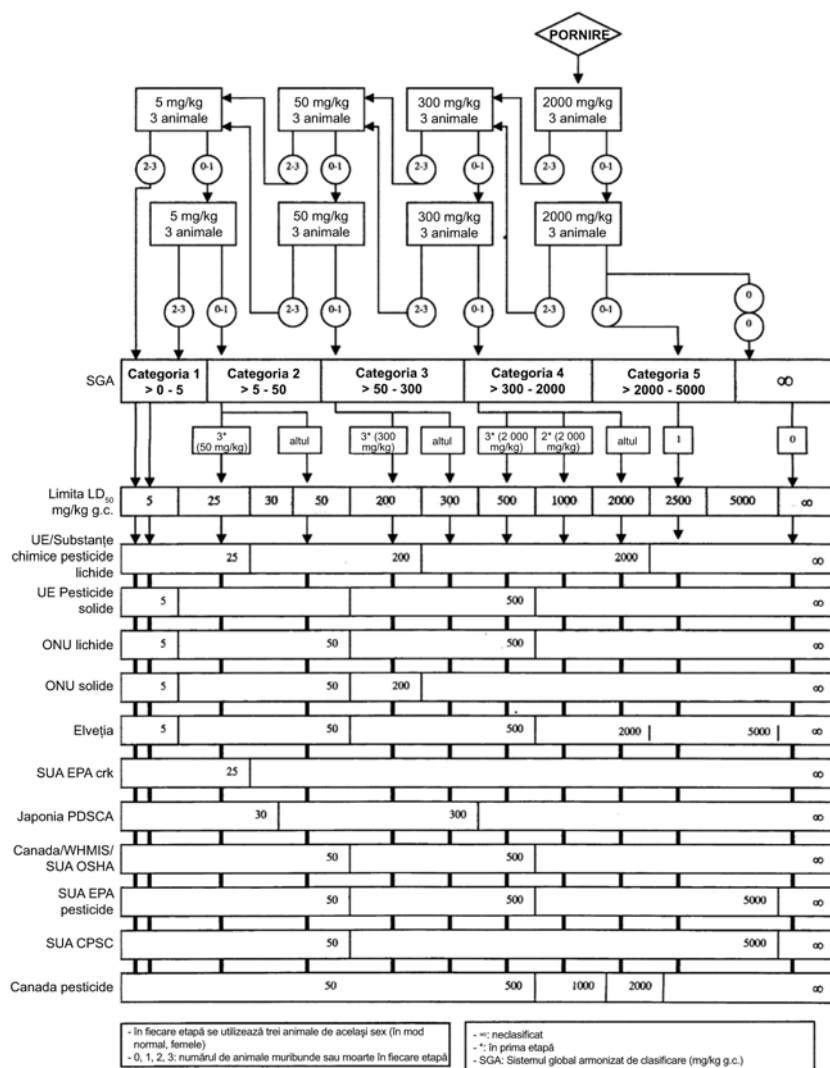 PORNIRE
5 mg/kg
3 animale
50 mg/kg
3 animale
300 mg/kg
3 animale
2000 mg/kg
3 animale
2-3 0-1 2-3 0-1 2-3 0-1 2-3 0-1
5 mg/kg
3 animale
50 mg/kg
3 animale
300 mg/kg
3 animale
2000 mg/kg
3 animale
0
2-3 0-1 2-3 0-1 2-3 0-1 2-3 0-1 0
SGA
Categoria 1
> 0 - 5
Categoria 2
> 5 - 50
Categoria 3
> 50 - 300
Categoria 4
> 300 - 2000
Categoria 5
> 2000 - 5000
∞
3*
(50 mg/kg)
altul
3* (300
mg/kg)
altul
3* (2 000
mg/kg)
2* (2 000
mg/kg)
altul
1
0
Limita LD50
mg/kg g.c.
5 25 30 50 200 300 500 1000 2000 2500 5000 ∞
UE/Substanțe
chimice pesticide
lichide
25 200 2000 ∞
UE Pesticide
solide
5 500 ∞
ONU lichide 5 50 500 ∞
ONU solide 5 50 200 ∞
Elveția 5 50 500 2000 5000 ∞
SUA EPA crk 25 ∞
Japonia PDSCA 30 300 ∞
Canada/WHMIS/
SUA OSHA
50 500 ∞
SUA EPA
pesticide
50 500 5000 ∞
SUA CPSC 50 5000 ∞
Canada pesticide 50 500 1000 2000 ∞
- în fiecare etapă se utilizează trei animale de același sex (în mod
normal, femele)
- 0, 1, 2, 3: numărul de animale muribunde sau moarte în fiecare etapă
- ∞: neclasificat
- *: în prima etapă
- SGA: Sistemul global armonizat de clasificare (mg/kg g.c.)